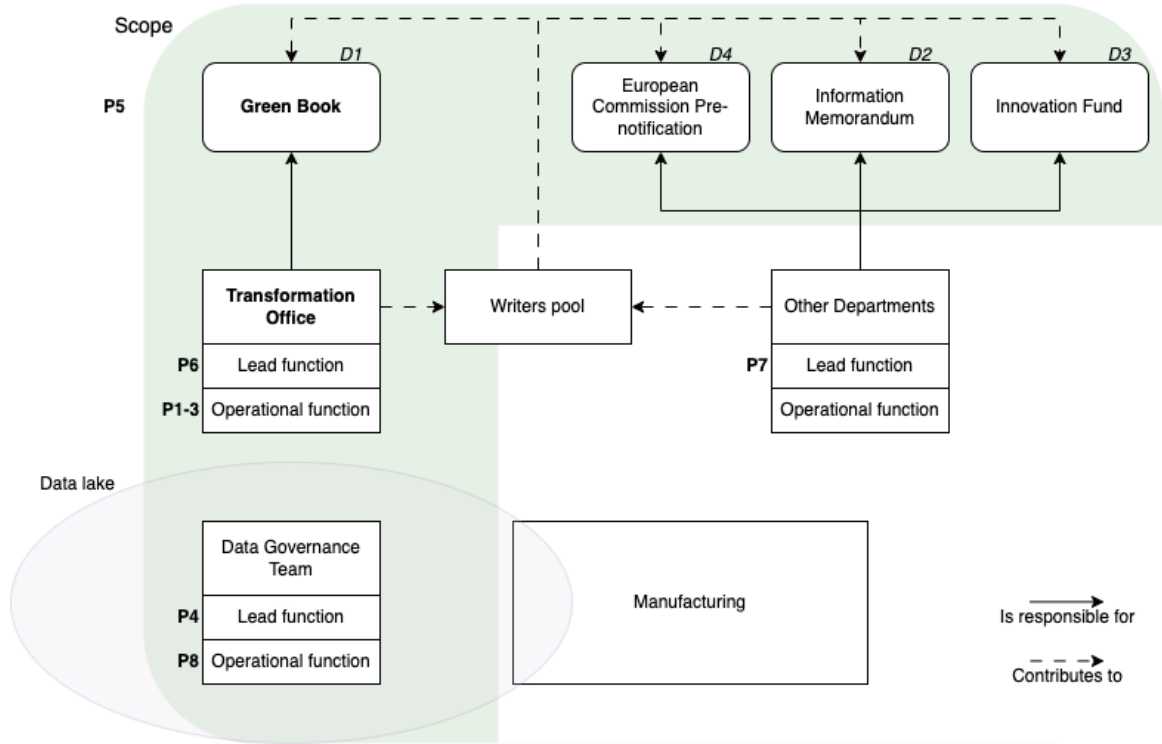 Scope
D1
D4
D2
D3
P5
Green Book
European
Commission Pre-
notification
Information
Memorandum
Innovation Fund
Transformation
Office
Writers pool
Other Departments
P6
Lead function
P7
Lead function
P1-3
Operational function
Operational function
Data lake
Data Governance
Team
Manufacturing
P4
Lead function
Is responsible for
P8
Operational function
Contributes to